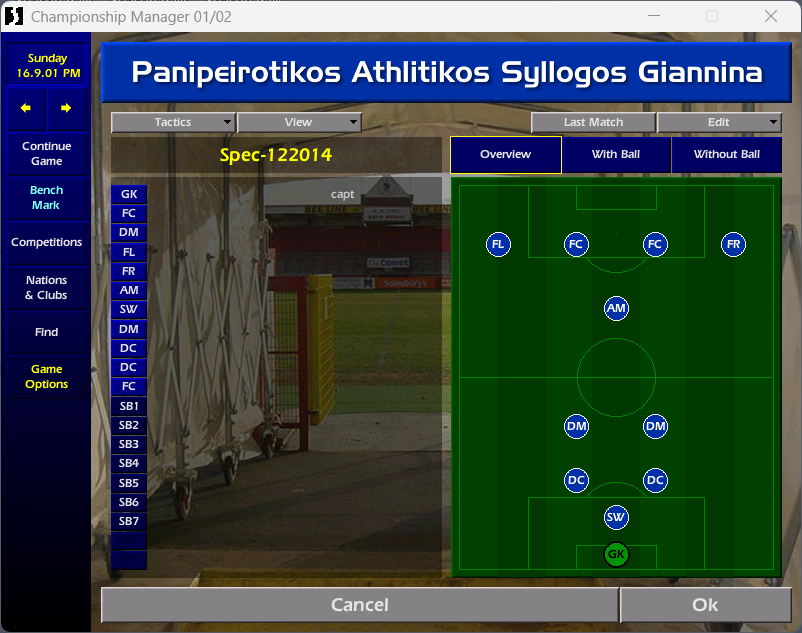 Championship Manager 01/02
Sunday
16.9.01 PM
Panipeirotikos Athlitikos Syllogos Giannina
Tactics
View
Last Match
Edit
Continue
Game
Spec-122014
Overview
With Ball
Without Ball
Bench
Mark
Competitions
Nations
& Clubs
Find
Game
Options
GK
capt
FC
DM
FL
FR
AM
SW
DM
DC
DC
FC
SB1
SB2
SB3
SB4
SB5
SB6
SB7
Comet
Sainsbury's
FL
FC
FC
FR
AM
DM
DM
DC
DC
SW
GK
Cancel
Ok